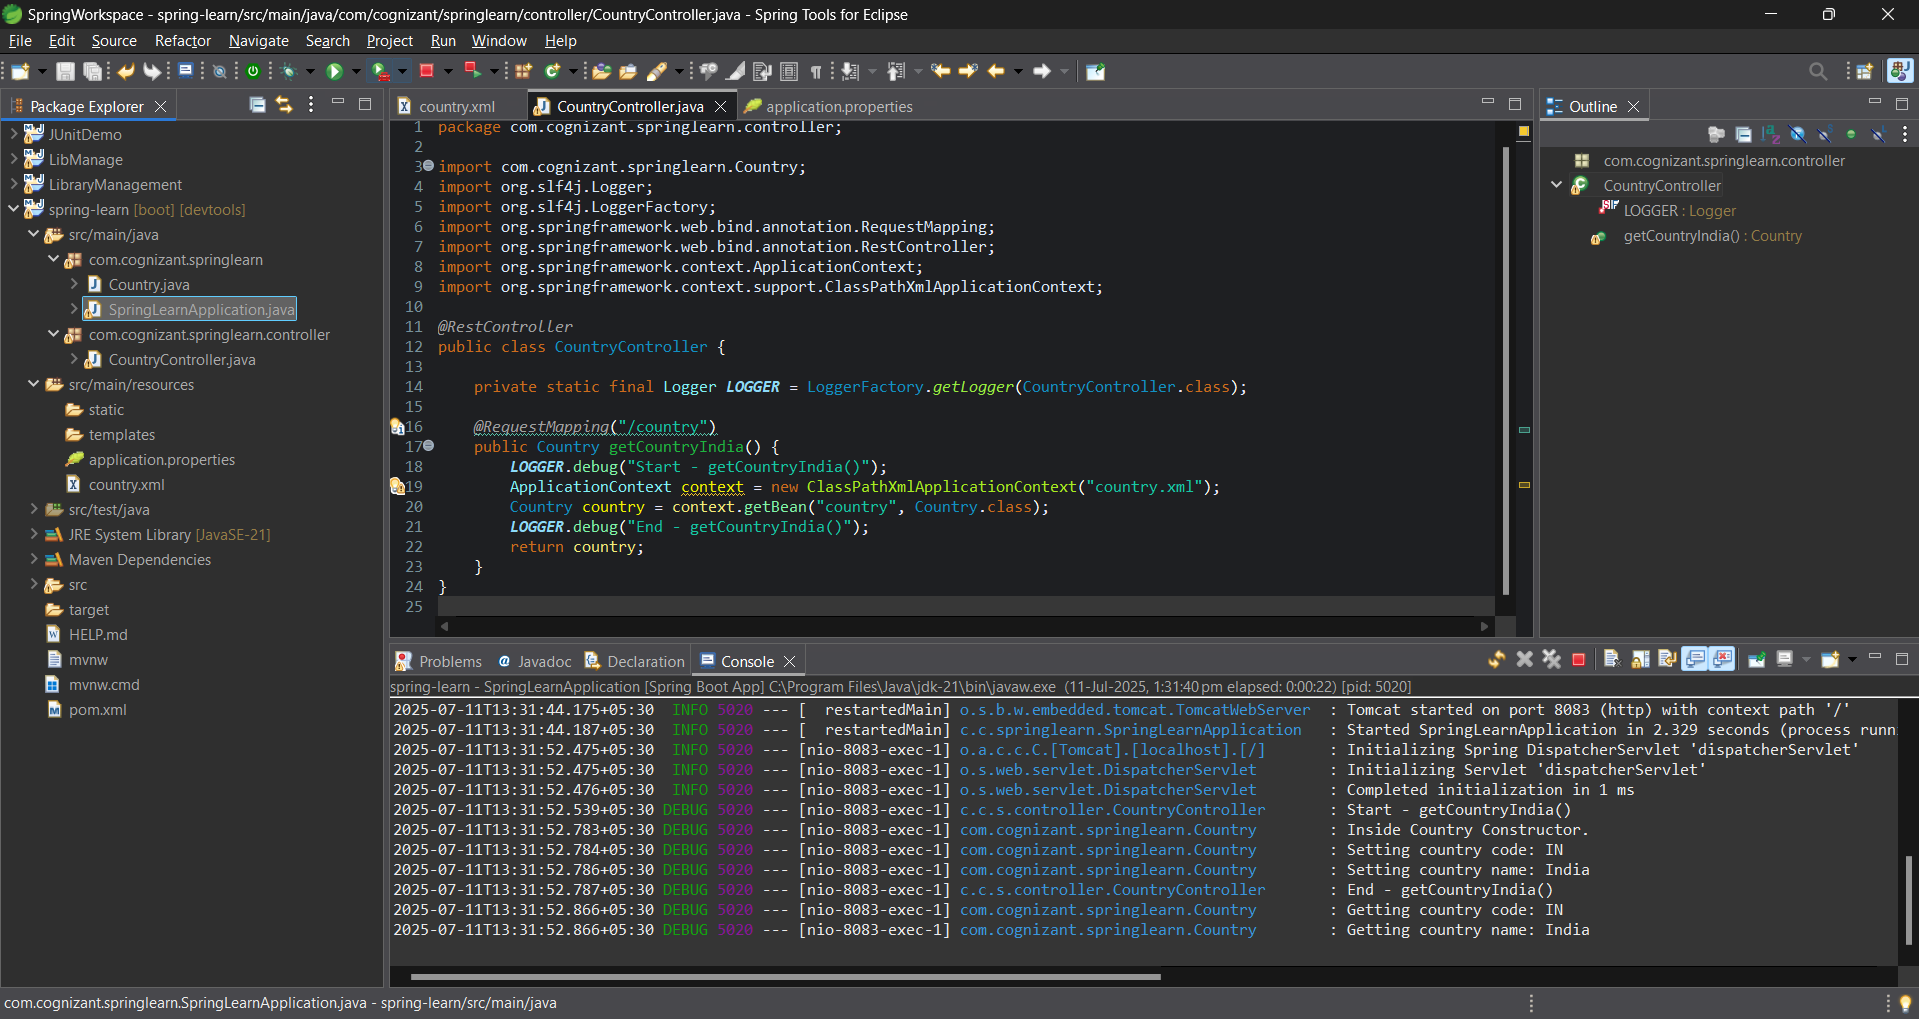 SpringWorkspace - spring-learn/src/main/java/com/cognizant/springlearn/controller/CountryController.java - Spring Tools for Eclipse
File Edit Source Refactor Navigate Search Project Run Window Help
Package Explorer
JUnitDemo
LibManage
LibraryManagement
spring-learn [boot] [devtools]
src/main/java
com.cognizant.springlearn
Country.java
SpringLearnApplication.java
com.cognizant.springlearn.controller
CountryController.java
src/main/resources
static
templates
application.properties
country.xml
src/test/java
JRE System Library [JavaSE-21]
Maven Dependencies
src
target
HELP.md
mvnw
mvnw.cmd
pom.xml
country.xml CountryController.java application.properties
1 package com.cognizant.springlearn.controller;
2
3 import com.cognizant.springlearn.Country;
4 import org.slf4j.Logger;
5 import org.slf4j.LoggerFactory;
6 import org.springframework.web.bind.annotation.RequestMapping;
7 import org.springframework.web.bind.annotation.RestController;
8 import org.springframework.context.ApplicationContext;
9 import org.springframework.context.support.ClassPathXmlApplicationContext;
10
11 @RestController
12 public class CountryController {
13
14 private static final Logger LOGGER = LoggerFactory.getLogger(CountryController.class);
15
16 @RequestMapping("/country")
17 public Country getCountryIndia() {
18 LOGGER.debug("Start - getCountryIndia()");
19 ApplicationContext context = new ClassPathXmlApplicationContext("country.xml");
20 Country country = context.getBean("country", Country.class);
21 LOGGER.debug("End - getCountryIndia()");
22 return country;
23 }
24 }
25
Outline
com.cognizant.springlearn.controller
CountryController
LOGGER : Logger
getCountryIndia() : Country
Problems Javadoc Declaration Console
spring-learn - SpringLearnApplication [Spring Boot App] C:\Program Files\Java\jdk-21\bin\javaw.exe (11-Jul-2025, 1:31:40 pm elapsed: 0:00:22) [pid: 5020]
2025-07-11T13:31:44.175+05:30 INFO 5020 --- [ restartedMain] o.s.b.w.embedded.tomcat.TomcatWebServer : Tomcat started on port 8083 (http) with context path '/'
2025-07-11T13:31:44.187+05:30 INFO 5020 --- [ restartedMain] c.c.springlearn.SpringLearnApplication : Started SpringLearnApplication in 2.329 seconds (process runn
2025-07-11T13:31:52.475+05:30 INFO 5020 --- [nio-8083-exec-1] o.a.c.c.C.[Tomcat].[localhost].[/] : Initializing Spring DispatcherServlet 'dispatcherServlet'
2025-07-11T13:31:52.475+05:30 INFO 5020 --- [nio-8083-exec-1] o.s.web.servlet.DispatcherServlet : Initializing Servlet 'dispatcherServlet'
2025-07-11T13:31:52.476+05:30 INFO 5020 --- [nio-8083-exec-1] o.s.web.servlet.DispatcherServlet : Completed initialization in 1 ms
2025-07-11T13:31:52.539+05:30 DEBUG 5020 --- [nio-8083-exec-1] c.c.s.controller.CountryController : Start - getCountryIndia()
2025-07-11T13:31:52.783+05:30 DEBUG 5020 --- [nio-8083-exec-1] com.cognizant.springlearn.Country : Inside Country Constructor.
2025-07-11T13:31:52.784+05:30 DEBUG 5020 --- [nio-8083-exec-1] com.cognizant.springlearn.Country : Setting country code: IN
2025-07-11T13:31:52.786+05:30 DEBUG 5020 --- [nio-8083-exec-1] com.cognizant.springlearn.Country : Setting country name: India
2025-07-11T13:31:52.787+05:30 DEBUG 5020 --- [nio-8083-exec-1] c.c.s.controller.CountryController : End - getCountryIndia()
2025-07-11T13:31:52.866+05:30 DEBUG 5020 --- [nio-8083-exec-1] com.cognizant.springlearn.Country : Getting country code: IN
2025-07-11T13:31:52.866+05:30 DEBUG 5020 --- [nio-8083-exec-1] com.cognizant.springlearn.Country : Getting country name: India
com.cognizant.springlearn.SpringLearnApplication.java - spring-learn/src/main/java